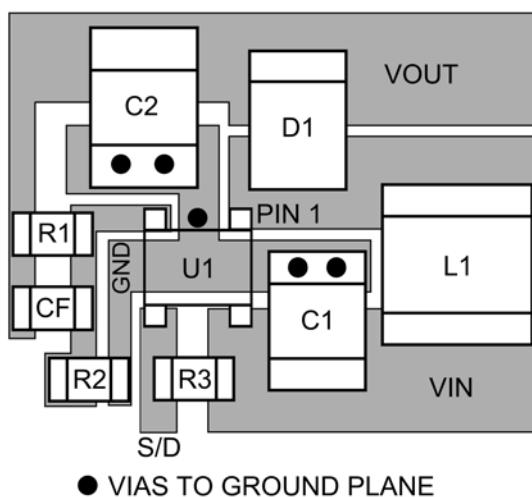 VOUT
C2
D1
R1
PIN 1
GND
U1
L1
CF
C1
R2
R3
VIN
S/D
VIAS TO GROUND PLANE